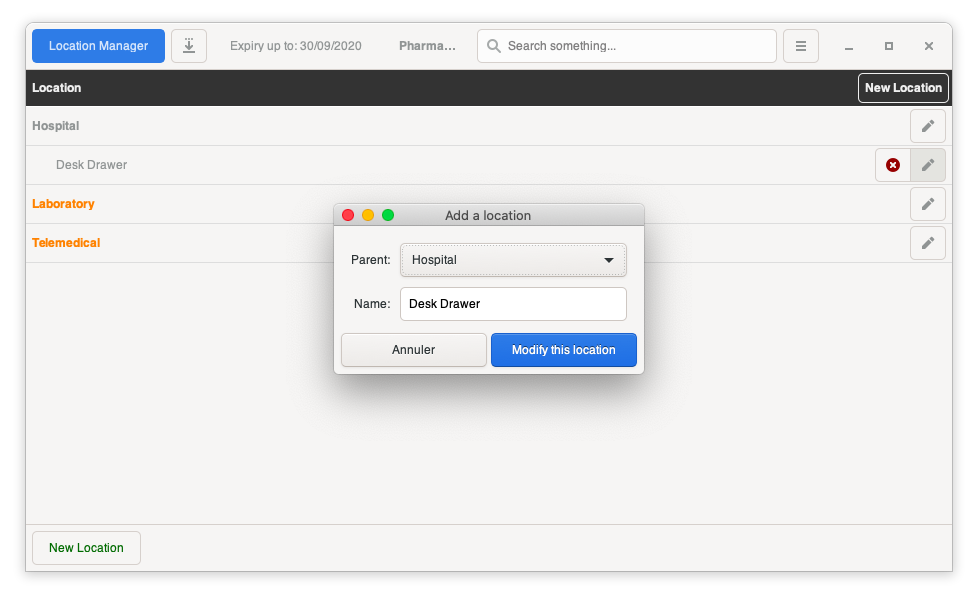 Location Manager
Expiry up to: 30/09/2020
Pharma...
Search something...
Location
New Location
Hospital
Desk Drawer
Laboratory
Telemedical
Add a location
Parent:
Hospital
Name:
Desk Drawer
Annuler
Modify this location
New Location